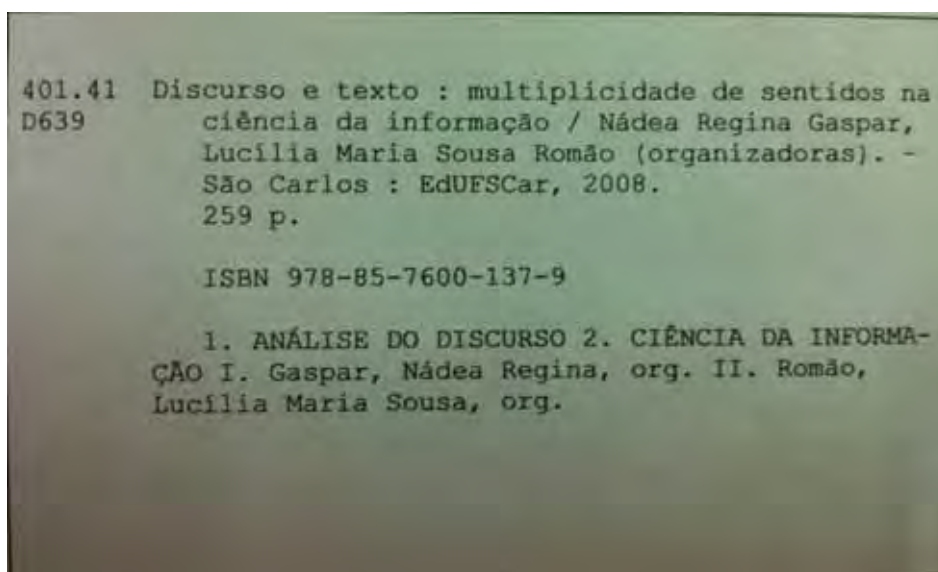 401.41 Discurso e texto : multiplicidade de sentidos na
D639 ciência da informação / Nádea Regina Gaspar,
Lucília Maria Sousa Romão (organizadoras). -
São Carlos : EdUFSCar, 2008.
259 p.
ISBN 978-85-7600-137-9
1. ANÁLISE DO DISCURSO 2. CIÊNCIA DA INFORMA-
ÇÃO I. Gaspar, Nádea Regina, org. II. Romão,
Lucília Maria Sousa, org.